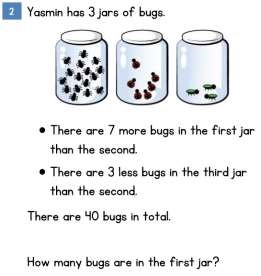 2 Yasmin has 3 jars of bugs.
• There are 7 more bugs in the first jar
than the second.
• There are 3 less bugs in the third jar
than the second.
There are 40 bugs in total.
How many bugs are in the first jar?